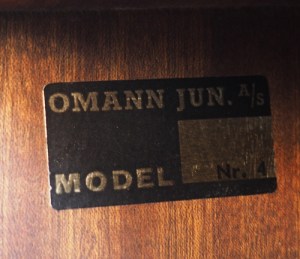 OMANN JUN. A/S
MODEL Nr. 4